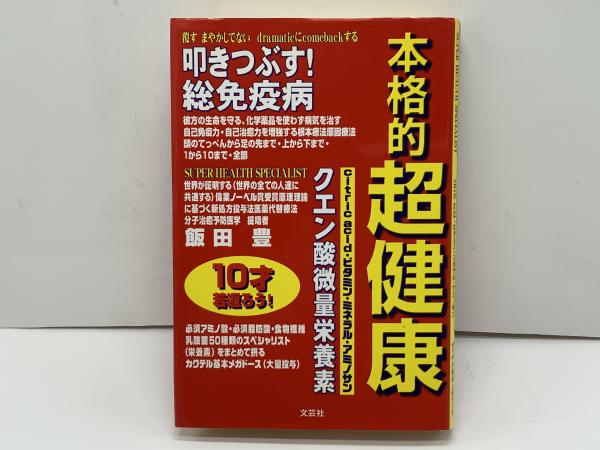 覆す まやかしでない dramaticにcomebackする
叩きつぶす!
総免疫病
彼方の生命を守る、化学薬品を使わず病気を治す
自己免疫力・自己治癒力を増強する根本療法原因療法
頭のてっぺんから足の先まで・上から下まで・
1から10まで・全部
SUPER HEALTH SPECIALIST
世界が証明する(世界の全ての人達に
共通する)偉業ノーベル賞受賞原理理論
に基づく新処方投与法医薬代替療法
分子治癒予防医学 提唱者
飯田 豊
10才
若返ろう!
必須アミノ酸・必須脂肪酸・食物繊維
乳酸菌50種類のスペシャリスト
(栄養素)をまとめて摂る
カクテル基本メガドース(大量投与)
本格的超健康
citric acid・ビタミン・ミネラル・アミノサン
クエン酸微量栄養素
文芸社
SUPER HEALTH SPECIALIST